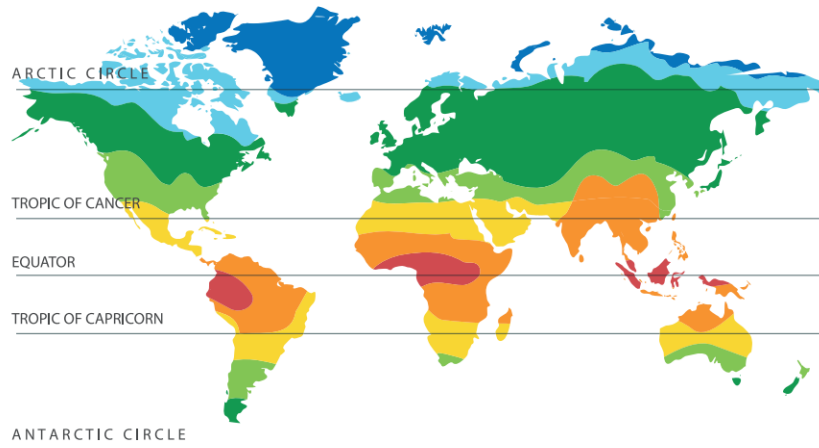 ARCTIC CIRCLE
TROPIC OF CANCER
EQUATOR
TROPIC OF CAPRICORN
ANTARCTIC CIRCLE